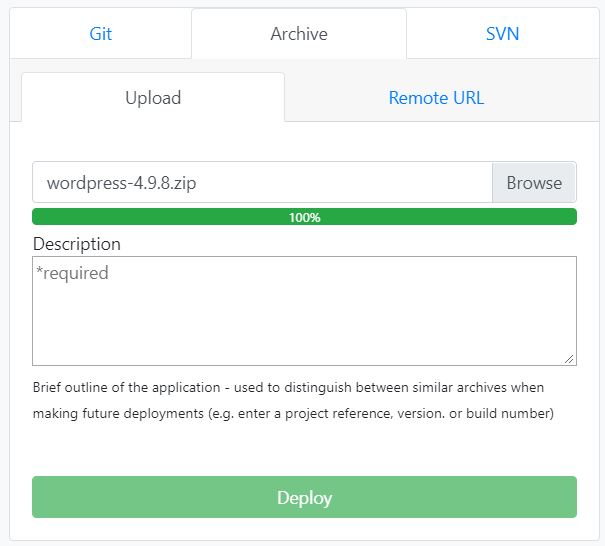 Git
Archive
SVN
Upload
Remote URL
wordpress-4.9.8.zip
Browse
100%
Description
*required
Brief outline of the application - used to distinguish between similar archives when
making future deployments (e.g. enter a project reference, version. or build number)
Deploy